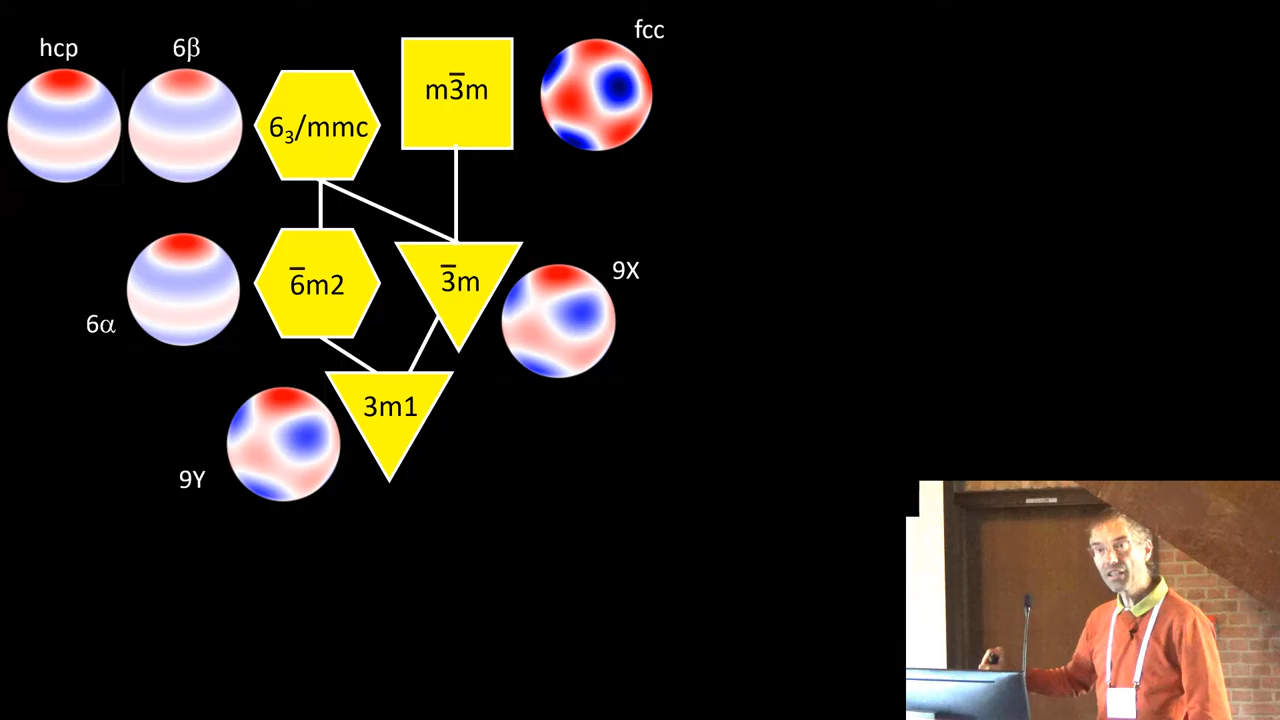 hcp
6β
6₃/mmc
m3̅m
fcc
6α
6̅m2
3̅m
9X
9Y
3m1